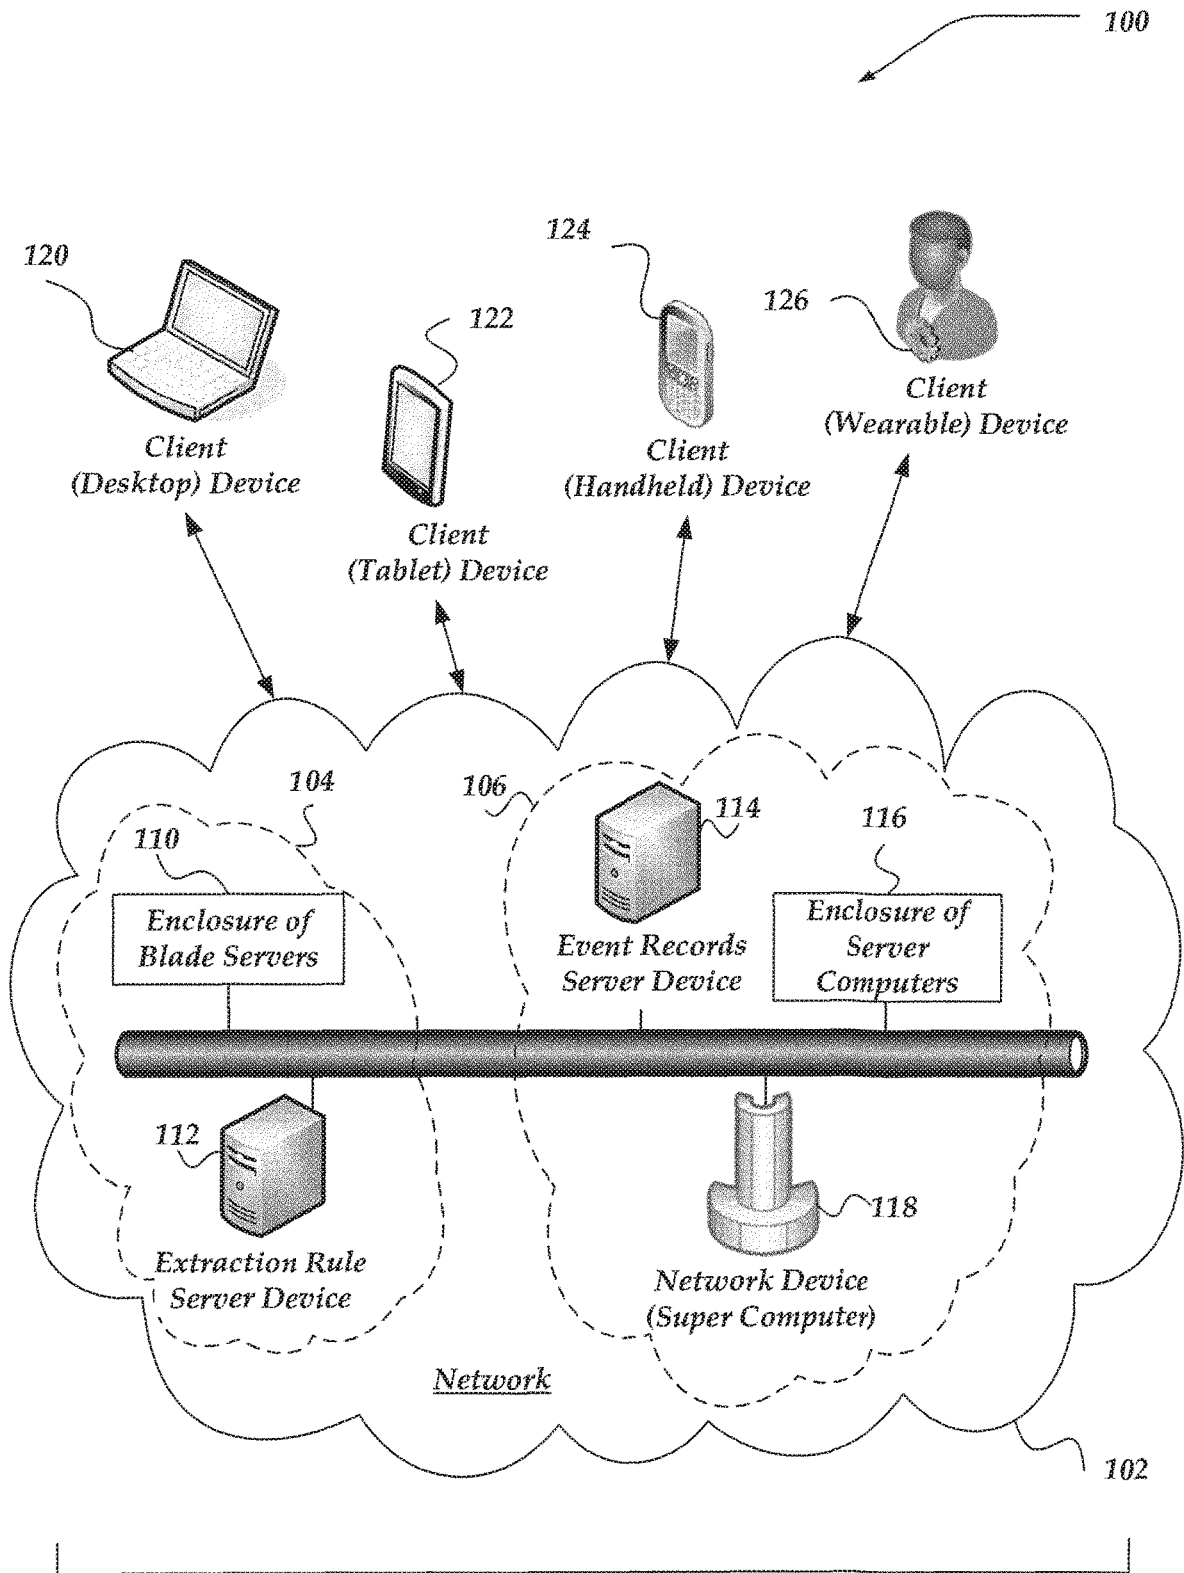 100
120
Client
(Desktop) Device
122
Client
(Tablet) Device
124
Client
(Handheld) Device
126
Client
(Wearable) Device
104
110
Enclosure of
Blade Servers
106
114
Event Records
Server Device
116
Enclosure of
Server
Computers
112
Extraction Rule
Server Device
118
Network Device
(Super Computer)
Network
102